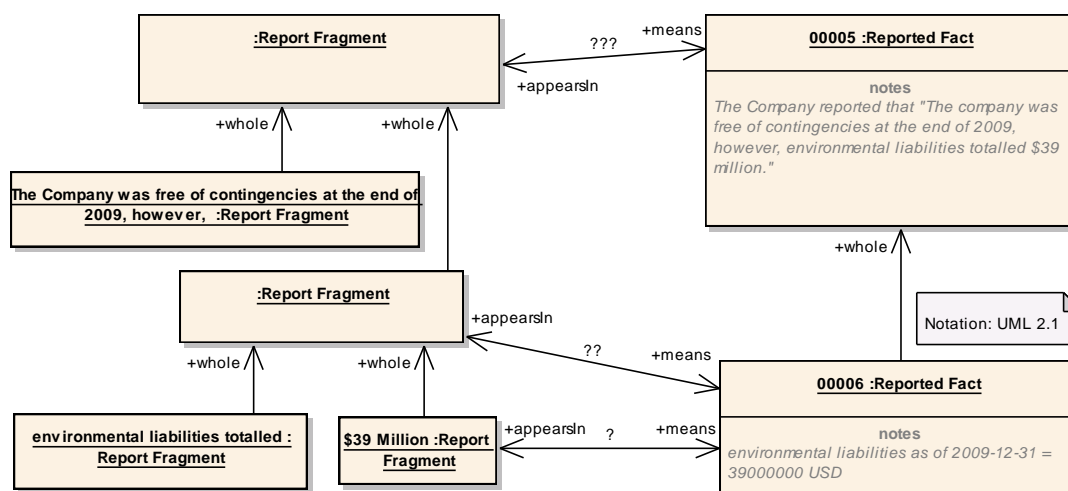 :Report Fragment
+means
???
+appearsIn
00005 :Reported Fact
notes
The Company reported that "The company was
free of contingencies at the end of 2009,
however, environmental liabilities totalled $39
million."
+whole
+whole
The Company was free of contingencies at the end of
2009, however,  :Report Fragment
+whole
:Report Fragment
+appearsIn
Notation: UML 2.1
??
+means
+whole
+whole
00006 :Reported Fact
notes
environmental liabilities as of 2009-12-31 =
39000000 USD
environmental liabilities totalled :
Report Fragment
$39 Million :Report
Fragment
+appearsIn
?
+means